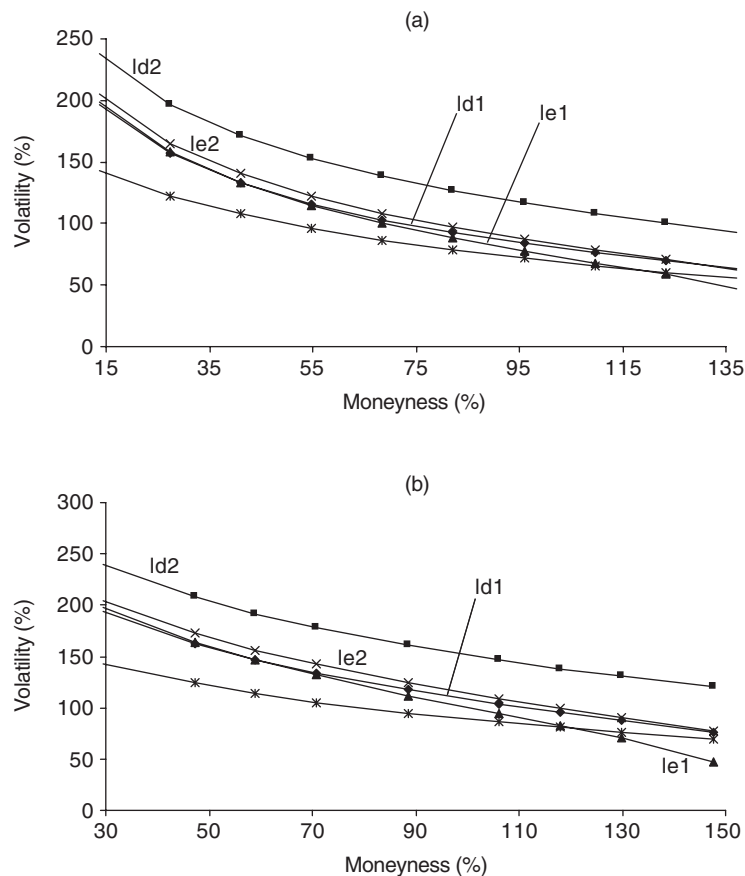 (a)
250
200
150
100
50
0
Volatility (%)
ld2
le2
ld1
le1
15 35 55 75 95 115 135
Moneyness (%)
(b)
300
250
200
150
100
50
0
Volatility (%)
ld2
le2
ld1
le1
30 50 70 90 110 130 150
Moneyness (%)